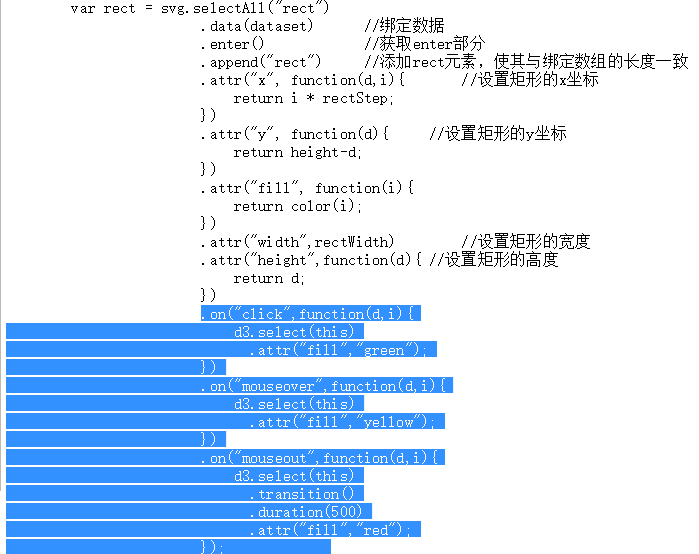 var rect = svg.selectAll("rect")
.data(dataset) //绑定数据
.enter() //获取enter部分
.append("rect") //添加rect元素，使其与绑定数组的长度一致
.attr("x", function(d,i){ //设置矩形的x坐标
return i * rectStep;
})
.attr("y", function(d){ //设置矩形的y坐标
return height-d;
})
.attr("fill", function(i){
return color(i);
})
.attr("width",rectWidth) //设置矩形的宽度
.attr("height",function(d){ //设置矩形的高度
return d;
})
.on("click",function(d,i){
d3.select(this)
.attr("fill","green");
})
.on("mouseover",function(d,i){
d3.select(this)
.attr("fill","yellow");
})
.on("mouseout",function(d,i){
d3.select(this)
.transition()
.duration(500)
.attr("fill","red");
});